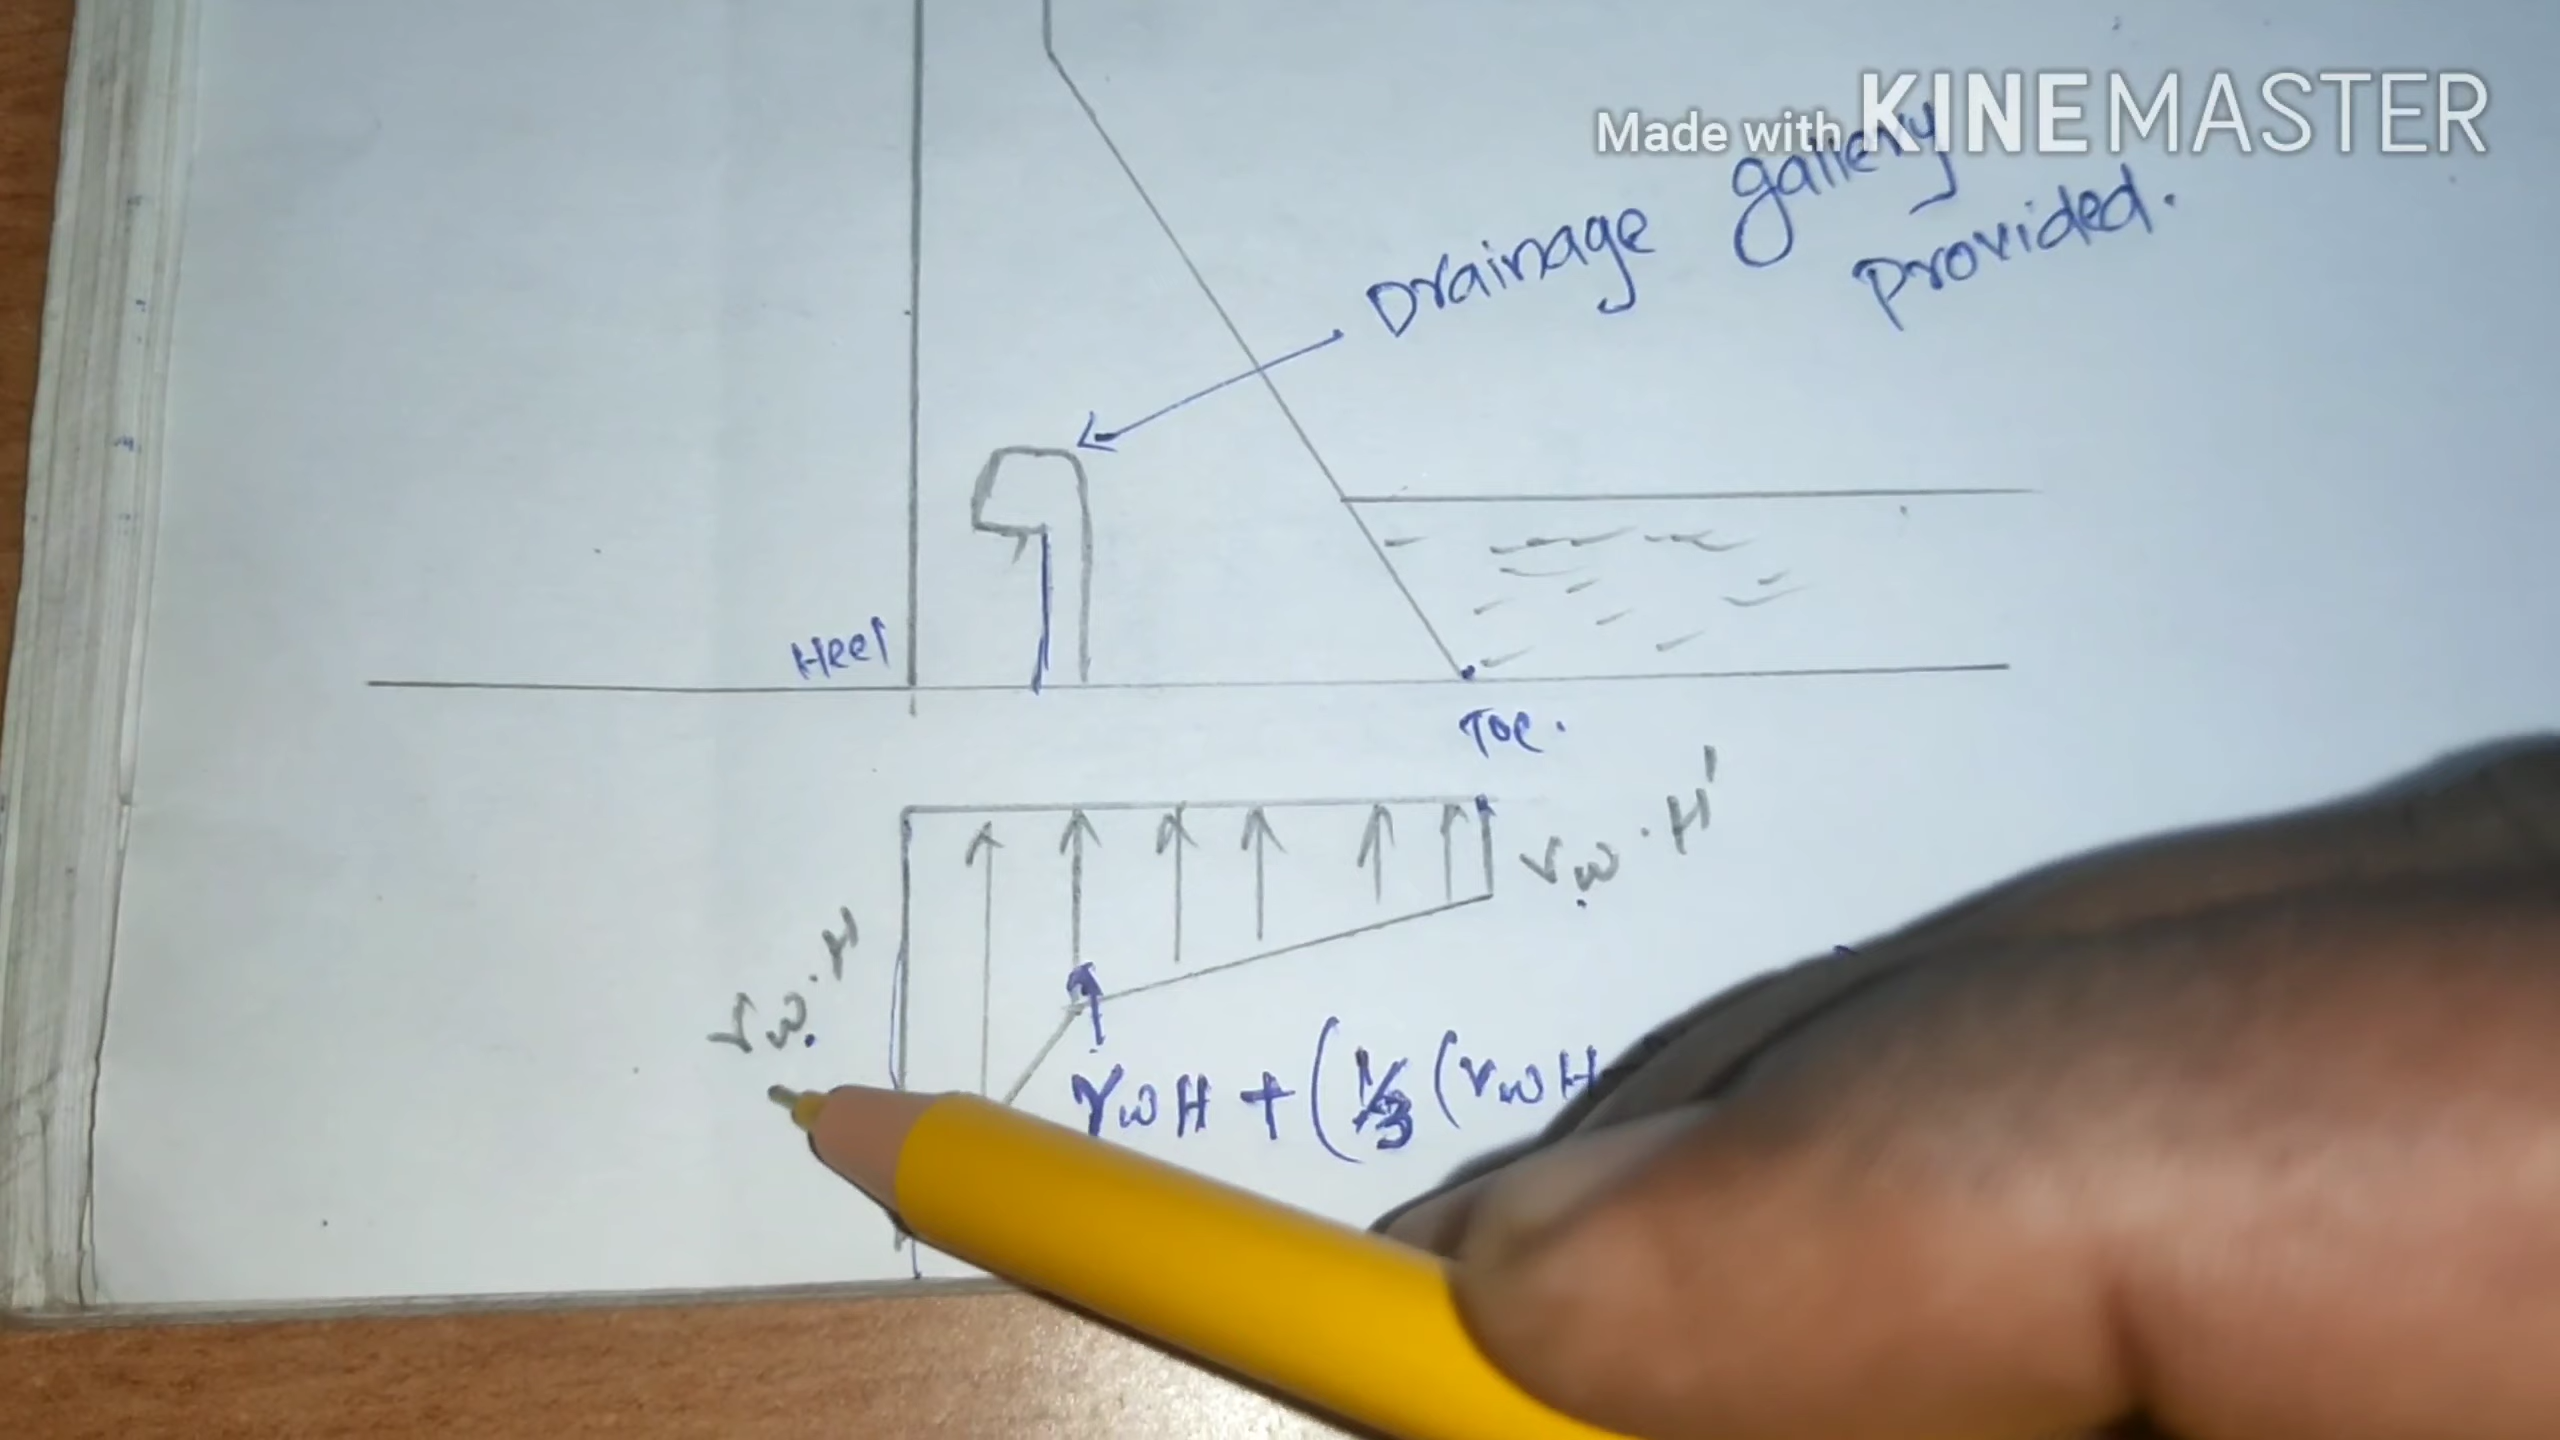 Made with KINEMASTER
Drainage gallery
provided.
Heel
Toe.
γw.H'
γw.H
γwH + (1/3 (γwH